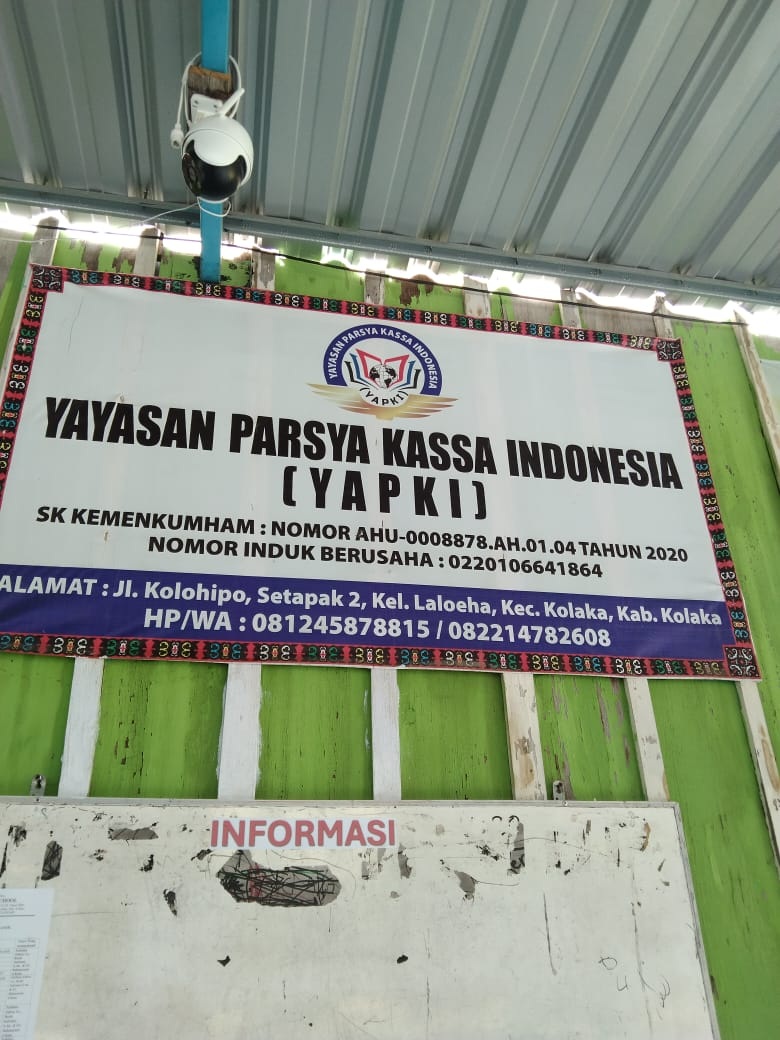 YAYASAN PARSYA KASSA INDONESIA
(YAPKI)
YAYASAN PARSYA KASSA INDONESIA
(YAPKI)
SK KEMENKUMHAM : NOMOR AHU-0008878.AH.01.04 TAHUN 2020
NOMOR INDUK BERUSAHA : 0220106641864
ALAMAT : Jl. Kolohipo, Setapak 2, Kel. Laloeha, Kec. Kolaka, Kab. Kolaka
HP/WA : 081245878815 / 082214782608
INFORMASI